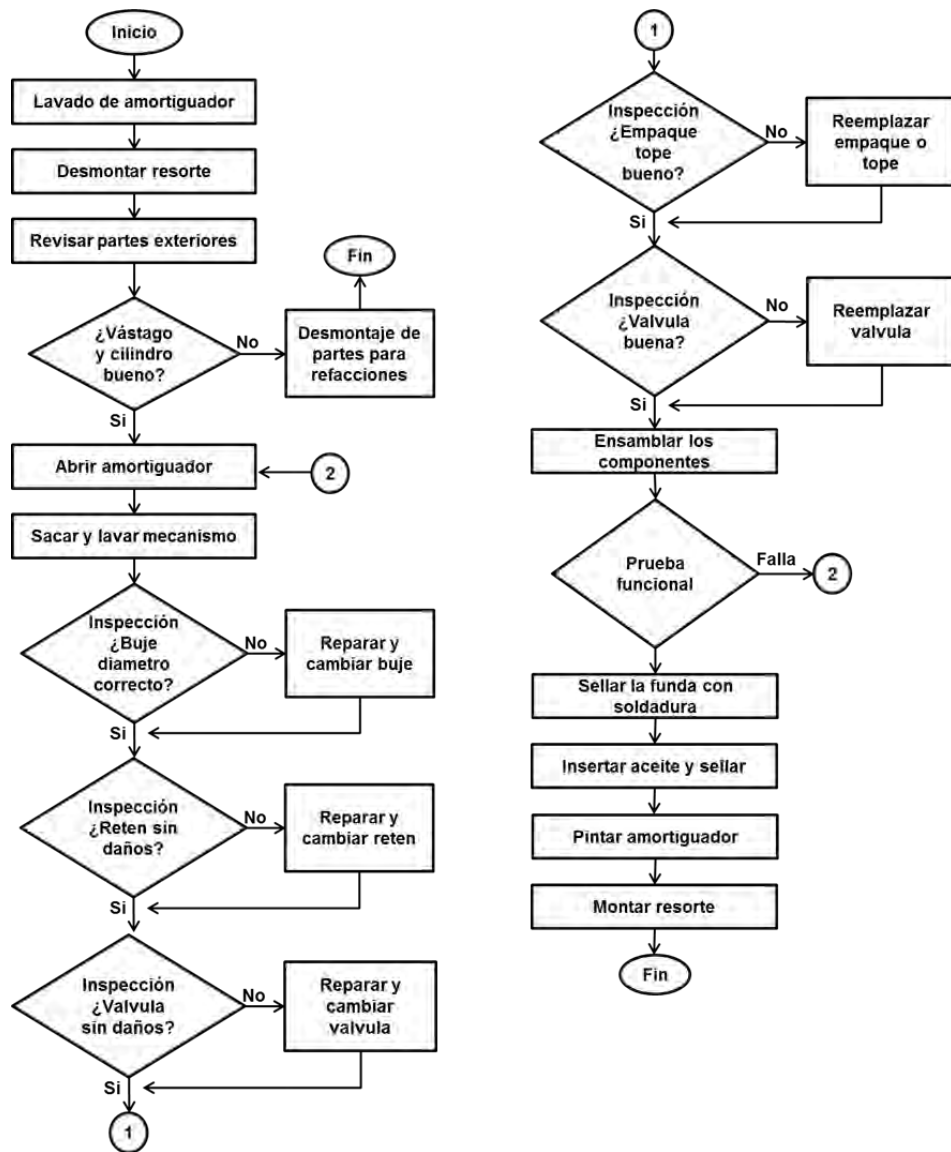 Inicio
Lavado de amortiguador
Desmontar resorte
Revisar partes exteriores
¿Vástago
y cilindro
bueno?
No
Desmontaje de
partes para
refacciones
Fin
Si
Abrir amortiguador
2
Sacar y lavar mecanismo
Inspección
¿Buje
diametro
correcto?
No
Reparar y
cambiar buje
Si
Inspección
¿Reten sin
daños?
No
Reparar y
cambiar reten
Si
Inspección
¿Valvula
sin daños?
No
Reparar y
cambiar
valvula
Si
1
1
Inspección
¿Empaque
tope
bueno?
No
Reemplazar
empaque o
tope
Si
Inspección
¿Valvula
buena?
No
Reemplazar
valvula
Si
Ensamblar los
componentes
Prueba
funcional
Falla
2
Sellar la funda con
soldadura
Insertar aceite y sellar
Pintar amortiguador
Montar resorte
Fin